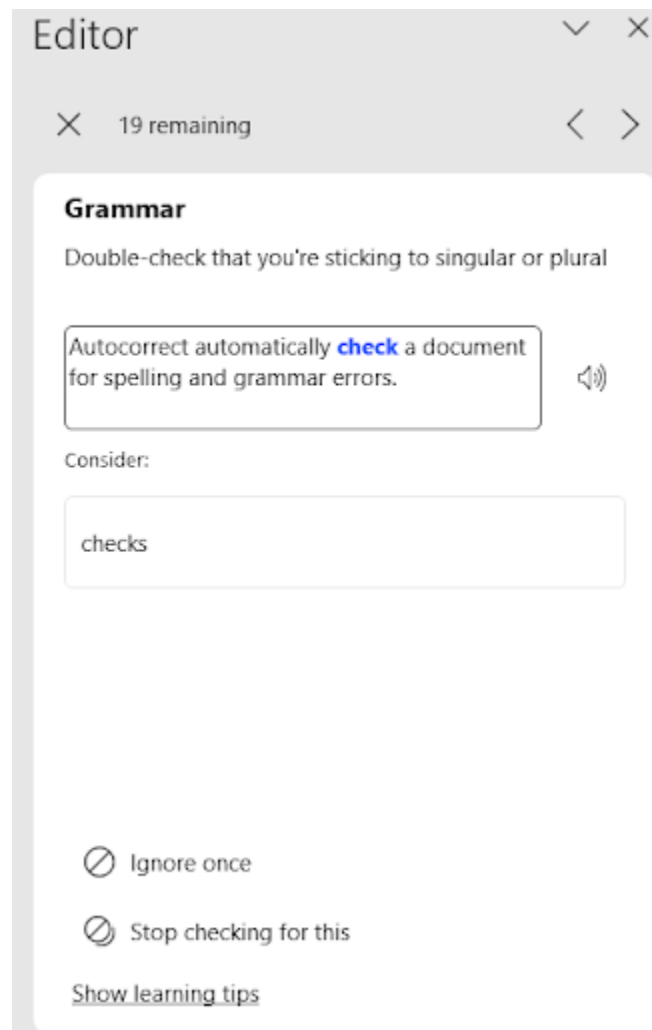 Editor
19 remaining
Grammar
Double-check that you're sticking to singular or plural
Autocorrect automatically check a document
for spelling and grammar errors.
Consider:
checks
Ignore once
Stop checking for this
Show learning tips